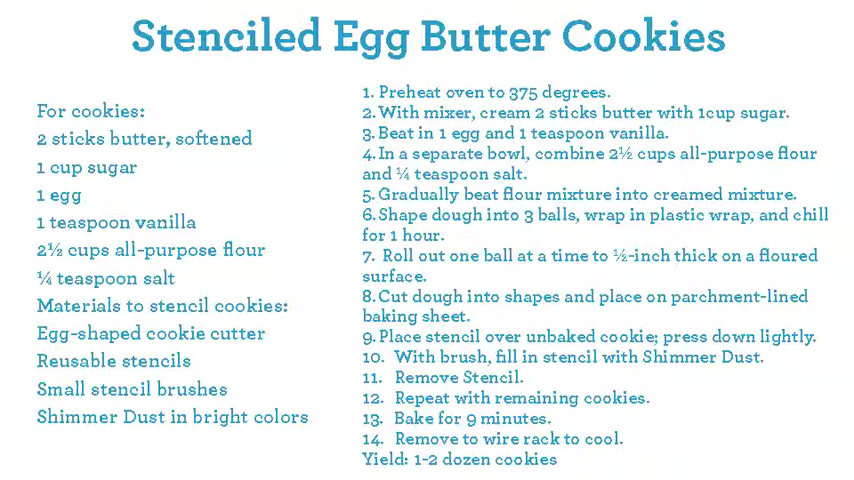 Stenciled Egg Butter Cookies
For cookies:
2 sticks butter, softened
1 cup sugar
1 egg
1 teaspoon vanilla
2½ cups all-purpose flour
¼ teaspoon salt
Materials to stencil cookies:
Egg-shaped cookie cutter
Reusable stencils
Small stencil brushes
Shimmer Dust in bright colors
1. Preheat oven to 375 degrees.
2. With mixer, cream 2 sticks butter with 1cup sugar.
3. Beat in 1 egg and 1 teaspoon vanilla.
4. In a separate bowl, combine 2½ cups all-purpose flour
and ¼ teaspoon salt.
5. Gradually beat flour mixture into creamed mixture.
6. Shape dough into 3 balls, wrap in plastic wrap, and chill
for 1 hour.
7. Roll out one ball at a time to ½-inch thick on a floured
surface.
8. Cut dough into shapes and place on parchment-lined
baking sheet.
9. Place stencil over unbaked cookie; press down lightly.
10. With brush, fill in stencil with Shimmer Dust.
11. Remove Stencil.
12. Repeat with remaining cookies.
13. Bake for 9 minutes.
14. Remove to wire rack to cool.
Yield: 1-2 dozen cookies